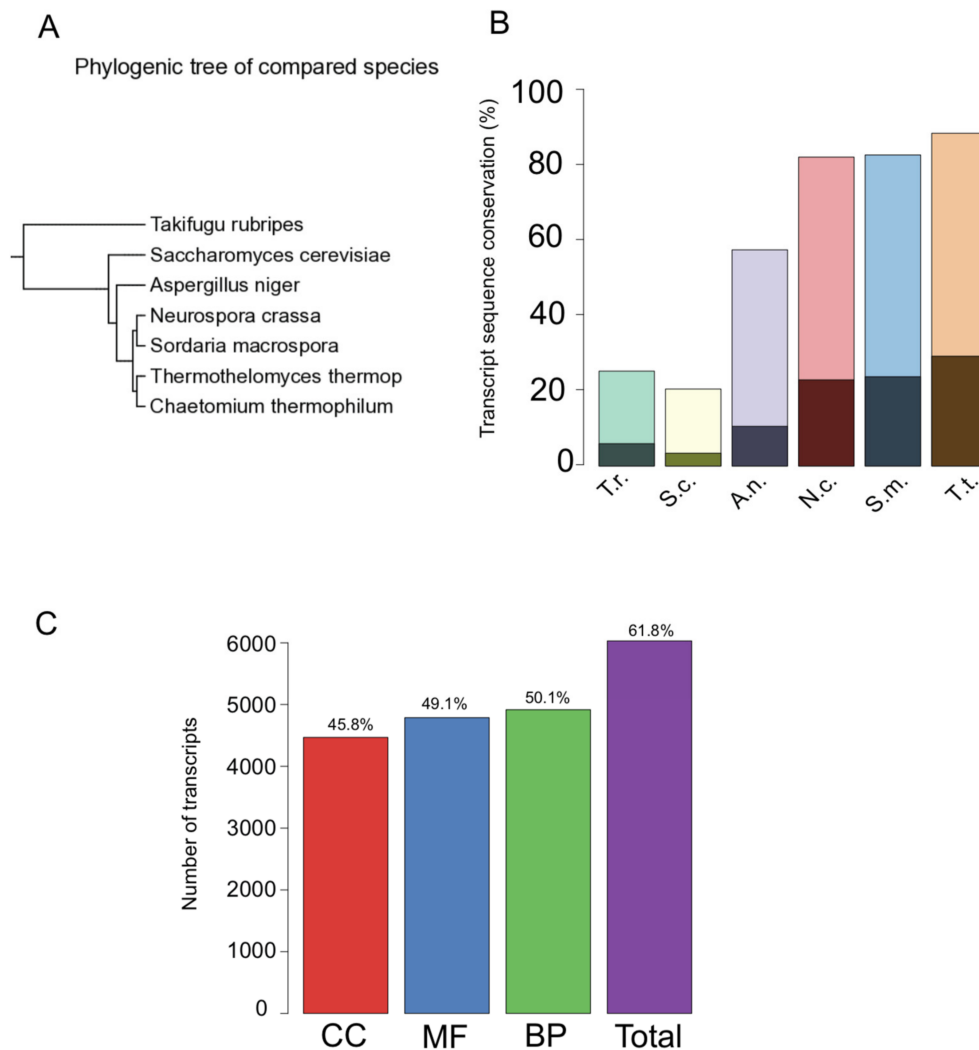 A
Phylogenic tree of compared species
Takifugu rubripes
Saccharomyces cerevisiae
Aspergillus niger
Neurospora crassa
Sordaria macrospora
Thermothelomyces thermop
Chaetomium thermophilum
B
Transcript sequence conservation (%)
100
80
60
40
20
0
T.r.
S.c.
A.n.
N.c.
S.m.
T.t.
C
Number of transcripts
6000
5000
4000
3000
2000
1000
0
45.8%
49.1%
50.1%
61.8%
CC
MF
BP
Total